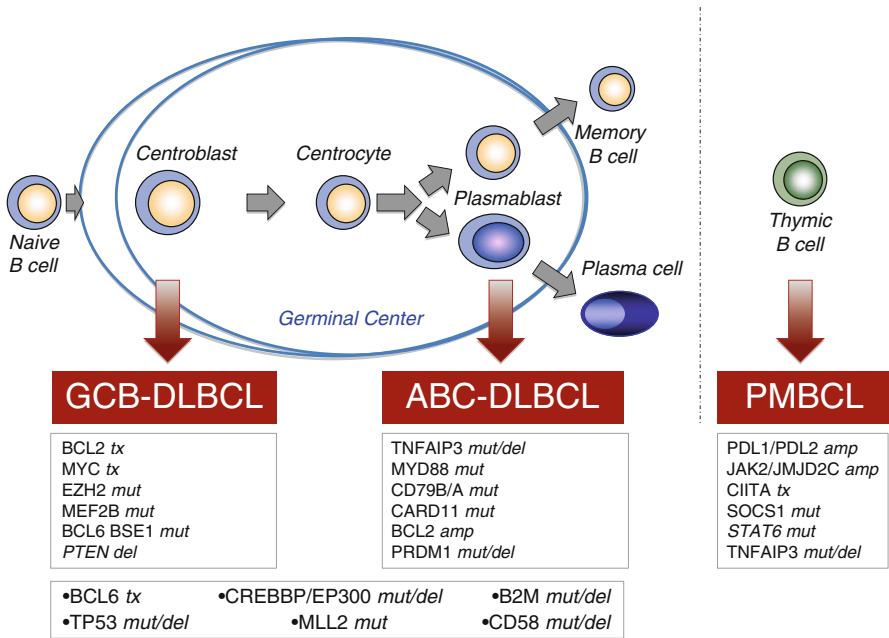 Centroblast
Centrocyte
Memory
B cell
Plasmablast
Naive
B cell
Thymic
B cell
Plasma cell
Germinal Center
GCB-DLBCL
ABC-DLBCL
PMBCL
BCL2 tx
MYC tx
EZH2 mut
MEF2B mut
BCL6 BSE1 mut
PTEN del
TNFAIP3 mut/del
MYD88 mut
CD79B/A mut
CARD11 mut
BCL2 amp
PRDM1 mut/del
PDL1/PDL2 amp
JAK2/JMJD2C amp
CIITA tx
SOCS1 mut
STAT6 mut
TNFAIP3 mut/del
•BCL6 tx •CREBBP/EP300 mut/del •B2M mut/del
•TP53 mut/del •MLL2 mut •CD58 mut/del